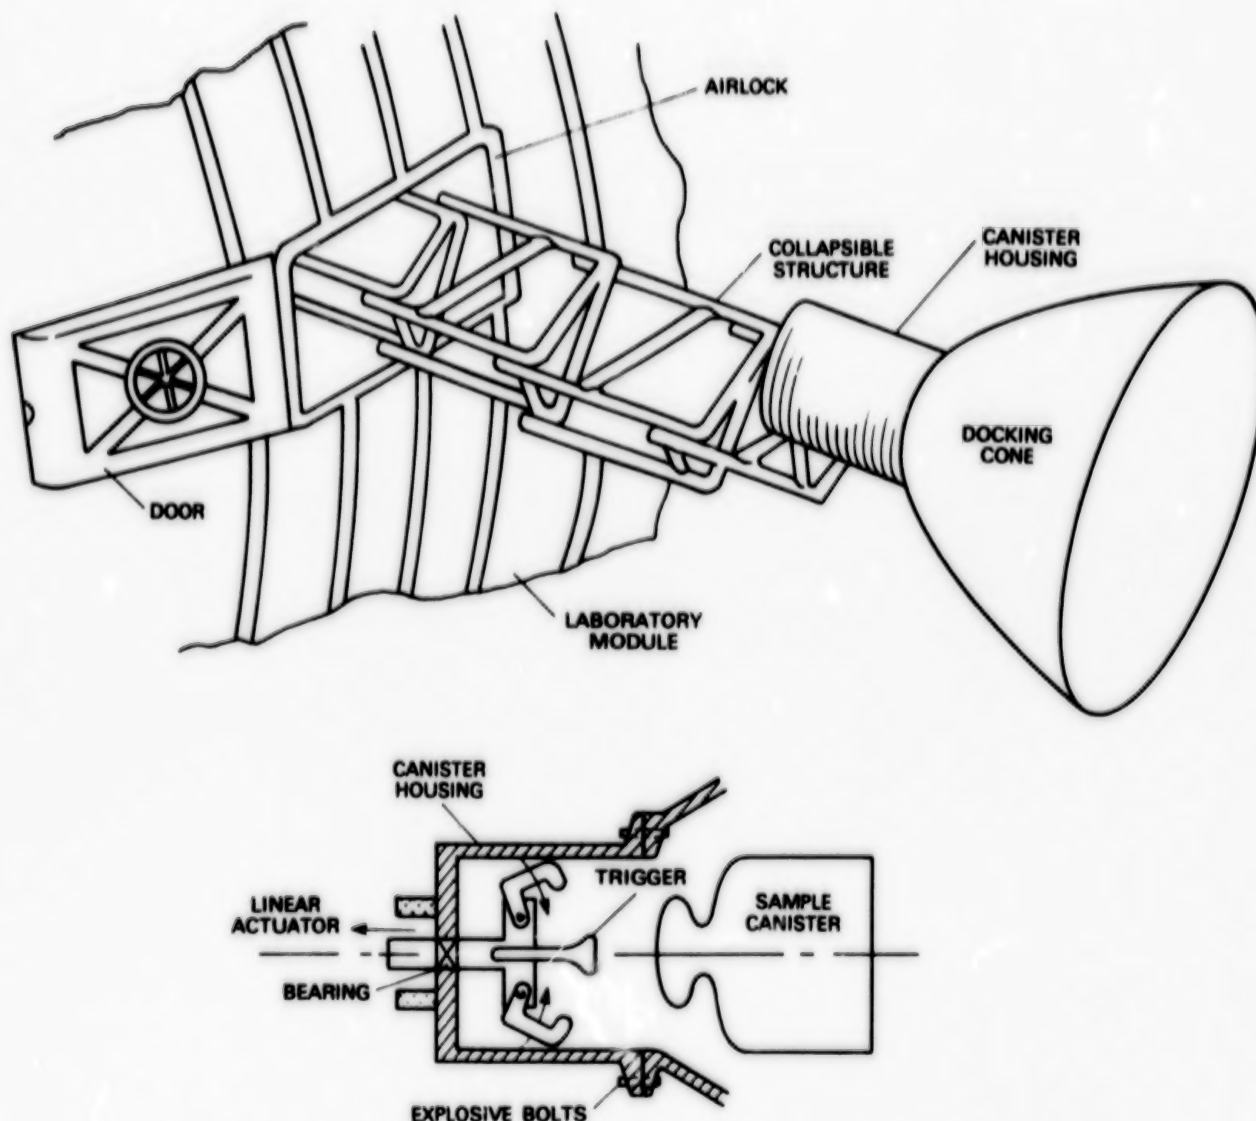 AIRLOCK
COLLAPSIBLE
STRUCTURE
CANISTER
HOUSING
DOCKING
CONE
DOOR
LABORATORY
MODULE
CANISTER
HOUSING
TRIGGER
SAMPLE
CANISTER
LINEAR
ACTUATOR
BEARING
EXPLOSIVE BOLTS